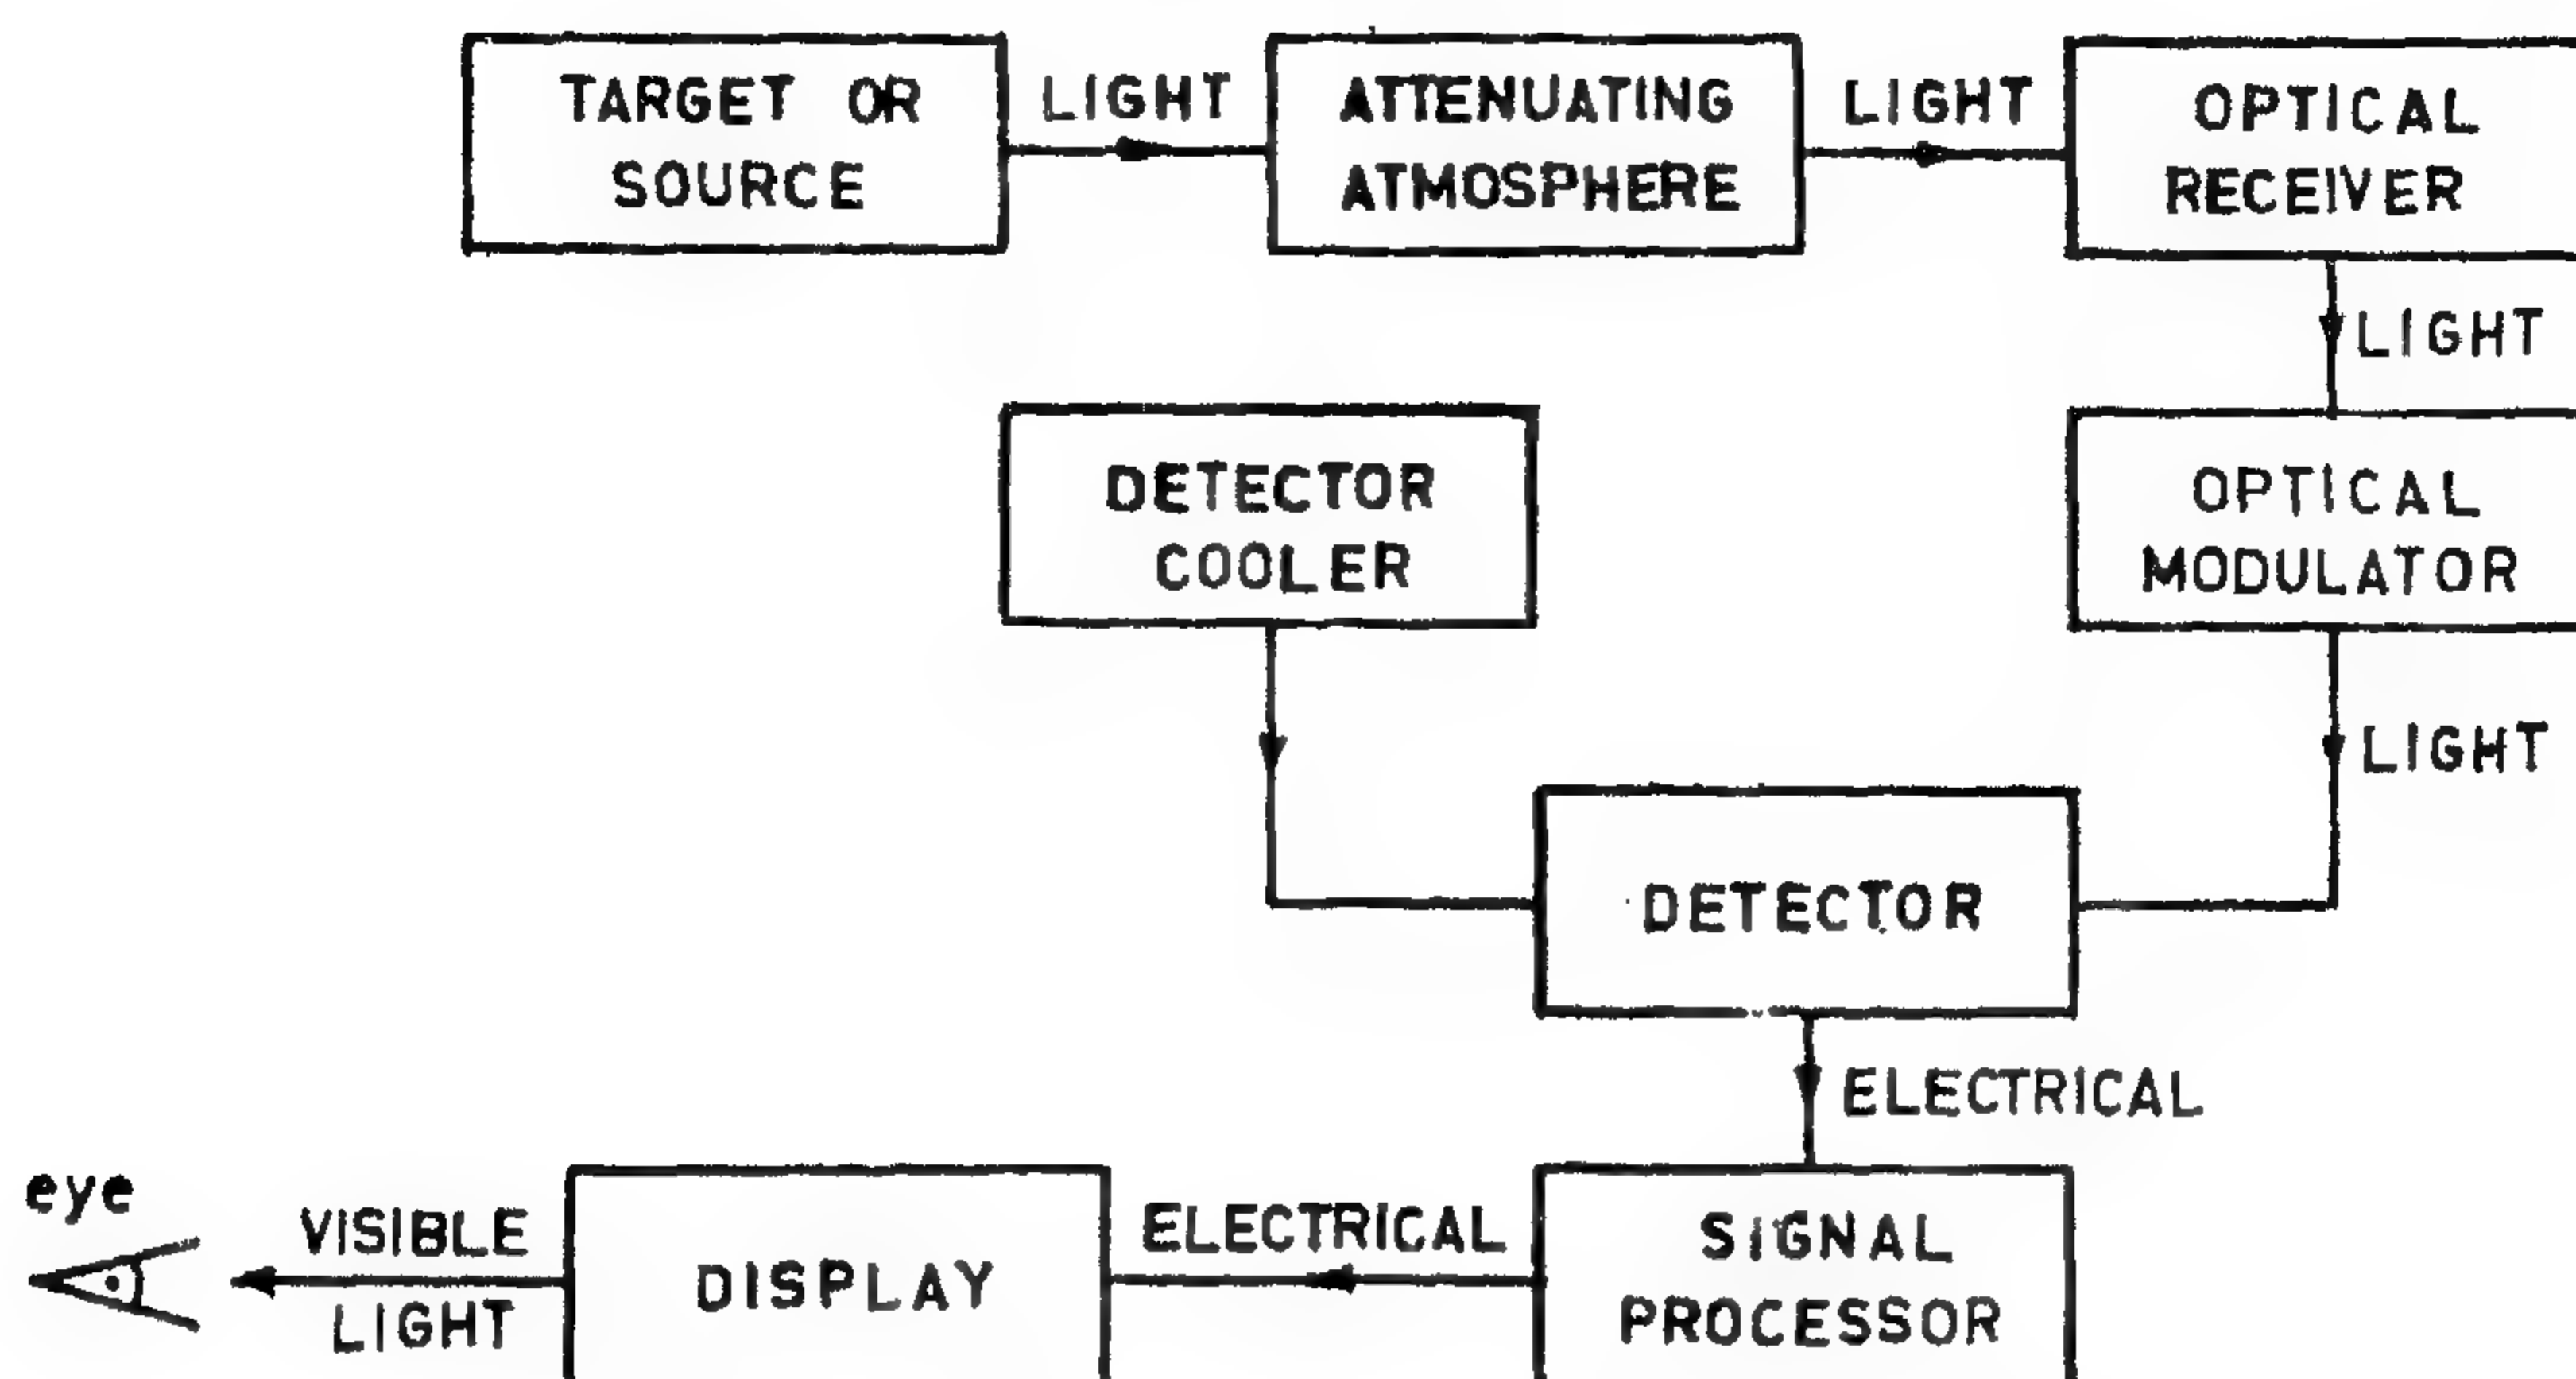 TARGET OR
SOURCE
LIGHT
ATTENUATING
ATMOSPHERE
LIGHT
OPTICAL
RECEIVER
LIGHT
DETECTOR
COOLER
OPTICAL
MODULATOR
LIGHT
DETECTOR
ELECTRICAL
SIGNAL
PROCESSOR
ELECTRICAL
DISPLAY
VISIBLE
LIGHT
eye